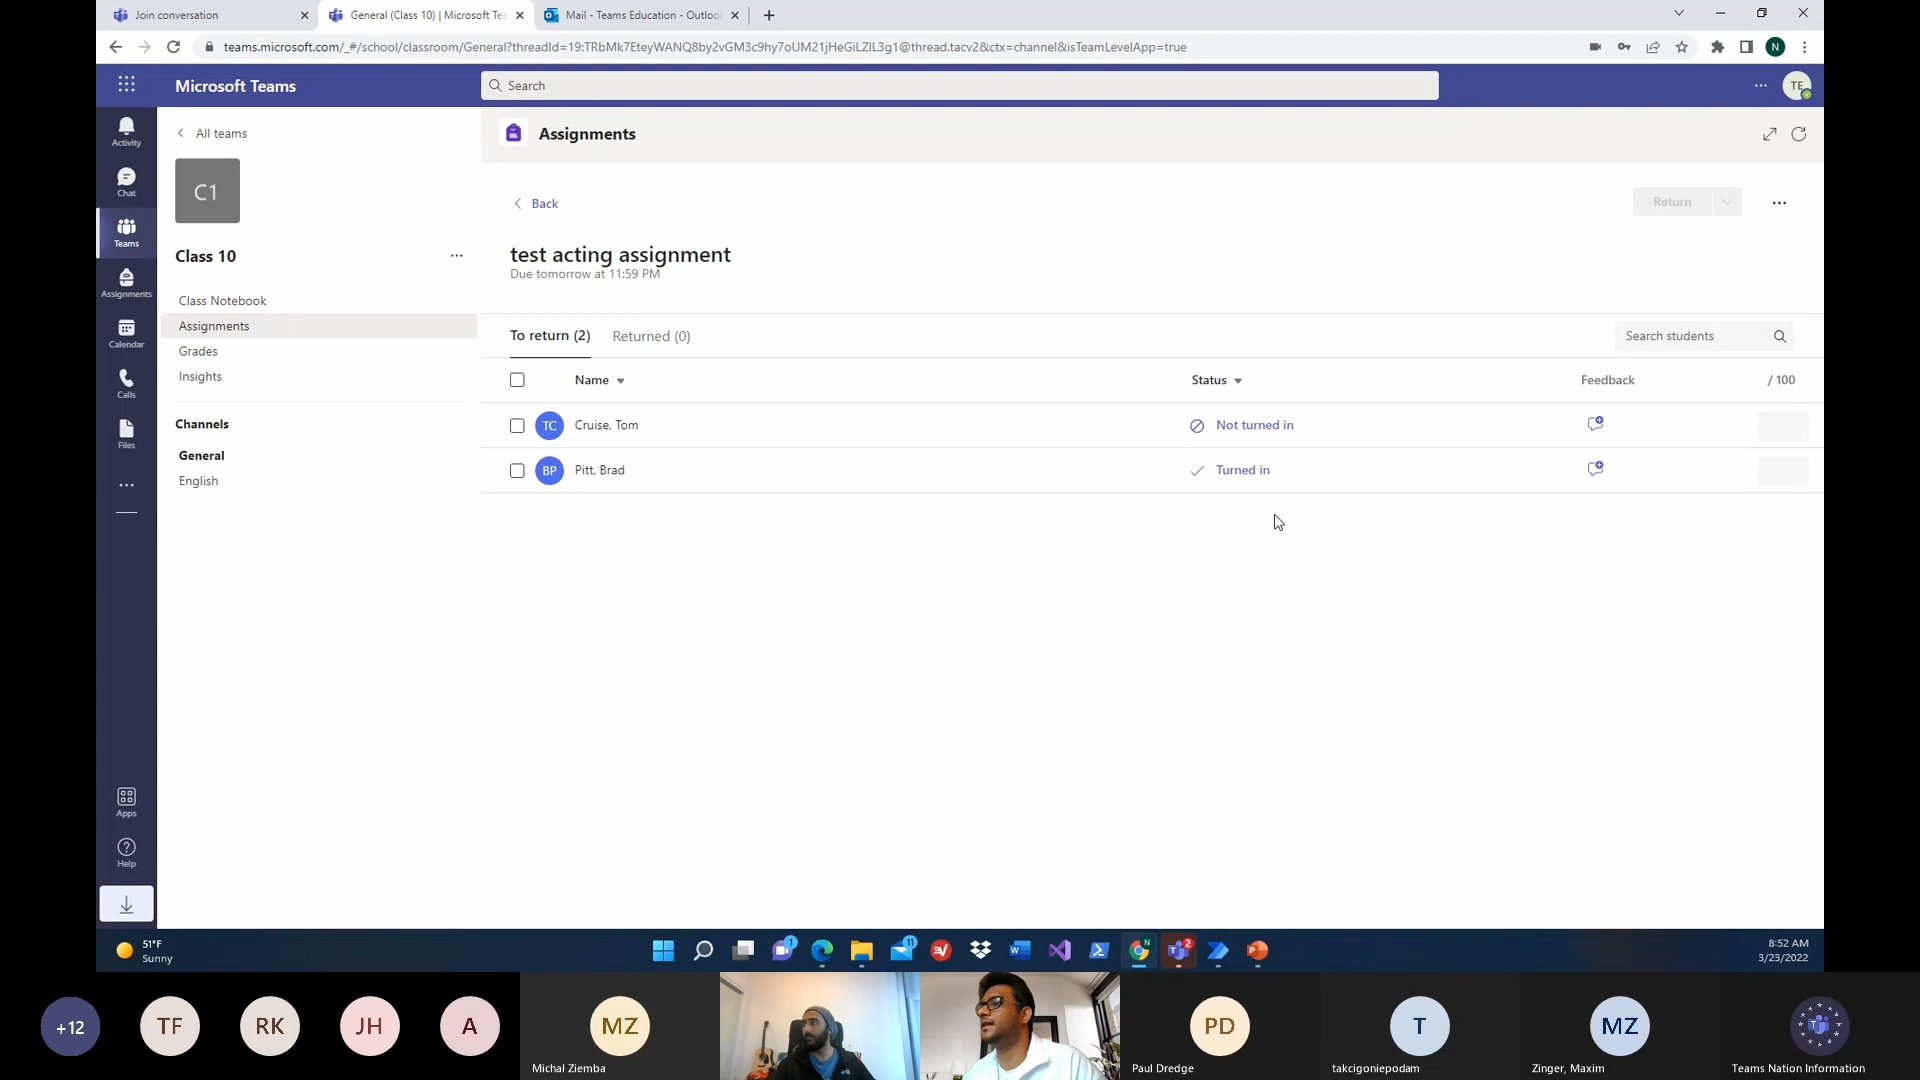 Join conversation
General (Class 10) | Microsoft Te
Mail - Teams Education - Outloo
teams.microsoft.com/_#/school/classroom/General?threadId=19:TRbMk7EteyWANQ8by2vGM3c9hy7oUM21jHeGiLZlL3g1@thread.tacv2&ctx=channel&isTeamLevelApp=true
N
Microsoft Teams
Search
TE
Activity
Chat
Teams
Assignments
Calendar
Calls
Files
Apps
Help
All teams
C1
Class 10
Class Notebook
Assignments
Grades
Insights
Channels
General
English
Assignments
Back
Return
test acting assignment
Due tomorrow at 11:59 PM
To return (2)
Returned (0)
Search students
Name
Status
Feedback
/ 100
TC
Cruise, Tom
Not turned in
BP
Pitt, Brad
Turned in
51°F
Sunny
1
11
N
2
8:52 AM
3/23/2022
+12
TF
RK
JH
A
MZ
Michał Ziemba
PD
Paul Dredge
T
takcigoniepodam
MZ
Zinger, Maxim
Teams Nation Information